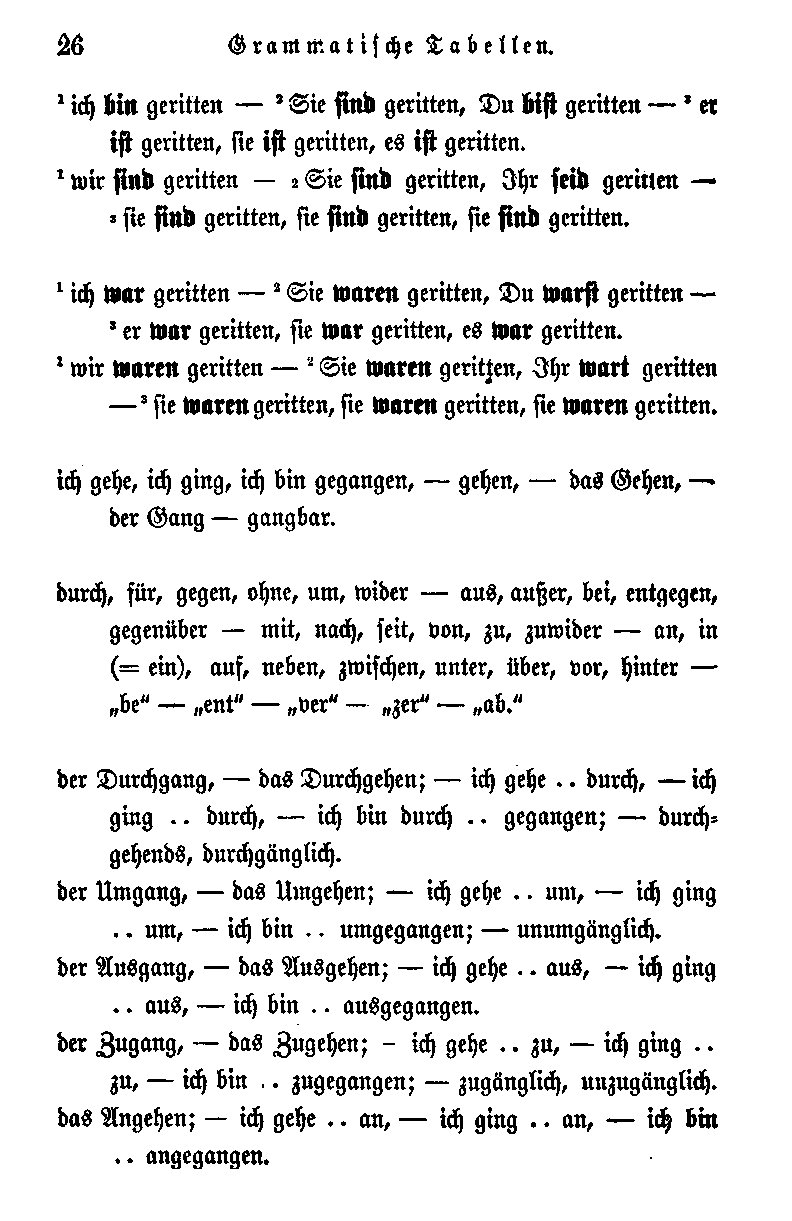 26 Grammatische Tabellen.
¹ ich bin geritten — ² Sie sind geritten, Du bist geritten — ³ er
ist geritten, sie ist geritten, es ist geritten.
¹ wir sind geritten — ₂ Sie sind geritten, Ihr seid geritten —
³ sie sind geritten, sie sind geritten, sie sind geritten.
¹ ich war geritten — ² Sie waren geritten, Du warst geritten —
³ er war geritten, sie war geritten, es war geritten.
¹ wir waren geritten — ² Sie waren geritten, Ihr wart geritten
— ³ sie waren geritten, sie waren geritten, sie waren geritten.
ich gehe, ich ging, ich bin gegangen, — gehen, — das Gehen, —
der Gang — gangbar.
durch, für, gegen, ohne, um, wider — aus, außer, bei, entgegen,
gegenüber — mit, nach, seit, von, zu, zuwider — an, in
(= ein), auf, neben, zwischen, unter, über, vor, hinter —
„be“ — „ent“ — „ver“ — „zer“ — „ab.“
der Durchgang, — das Durchgehen; — ich gehe .. durch, — ich
ging .. durch, — ich bin durch .. gegangen; — durch-
gehends, durchgänglich.
der Umgang, — das Umgehen; — ich gehe .. um, — ich ging
.. um, — ich bin .. umgegangen; — unumgänglich.
der Ausgang, — das Ausgehen; — ich gehe .. aus, — ich ging
.. aus, — ich bin .. ausgegangen.
der Zugang, — das Zugehen; – ich gehe .. zu, — ich ging ..
zu, — ich bin .. zugegangen; — zugänglich, unzugänglich.
das Angehen; — ich gehe .. an, — ich ging .. an, — ich bin
.. angegangen.